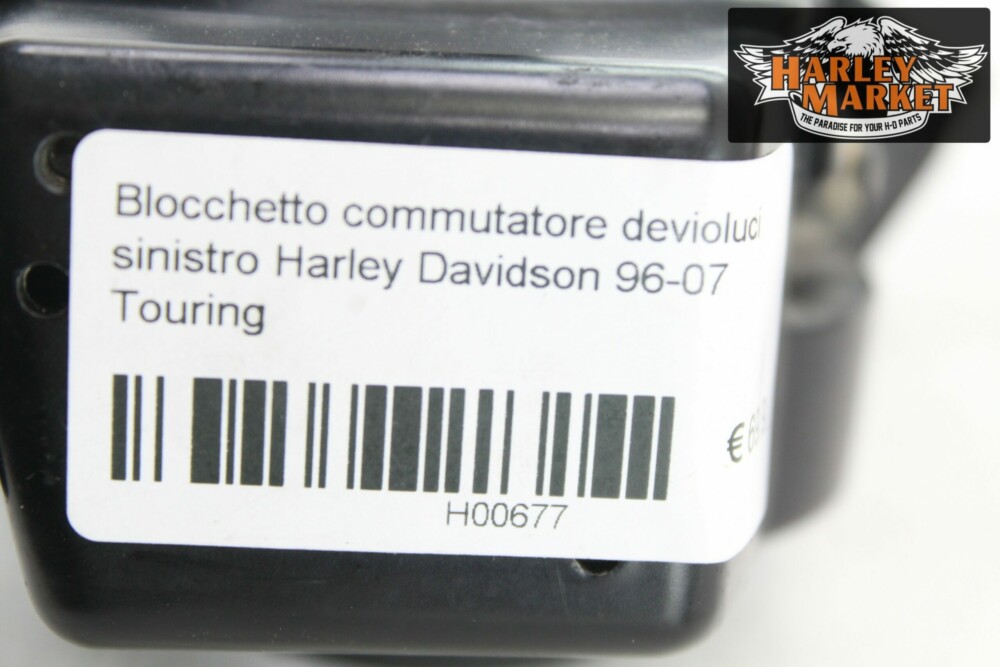 HARLEY
MARKET
THE PARADISE FOR YOUR H-D PARTS
Blocchetto commutatore devioluci
sinistro Harley Davidson 96-07
Touring
€
H00677